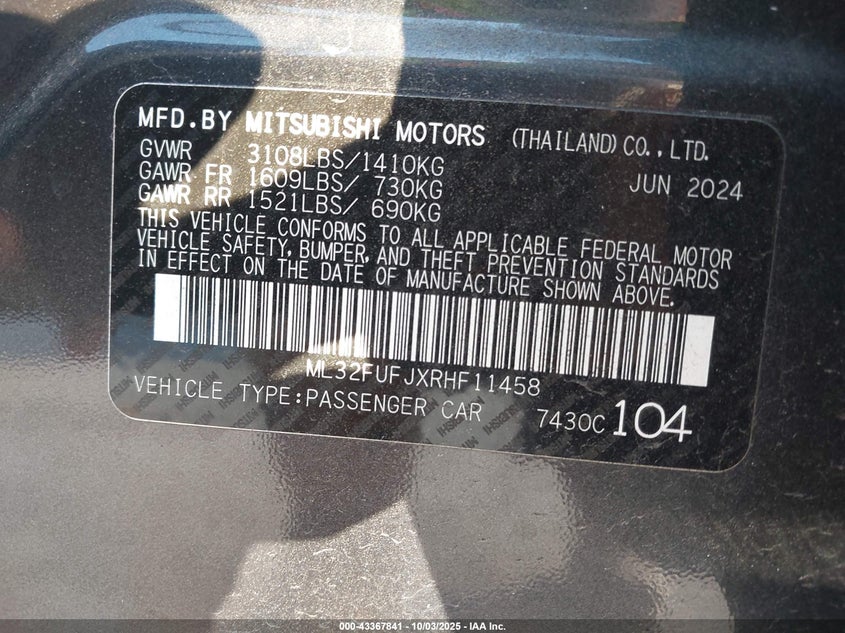 MFD.BY MITSUBISHI MOTORS (THAILAND) CO., LTD.
GVWR 3108LBS/1410KG JUN 2024
GAWR FR 1609LBS/ 730KG
GAWR RR 1521LBS/ 690KG
THIS VEHICLE CONFORMS TO ALL APPLICABLE FEDERAL MOTOR
VEHICLE SAFETY, BUMPER, AND THEFT PREVENTION STANDARDS
IN EFFECT ON THE DATE OF MANUFACTURE SHOWN ABOVE.
ML32FUFJXRHF11458
VEHICLE TYPE:PASSENGER CAR 7430C 104
000-43367841 | 10/03/2025 - IAA Inc.